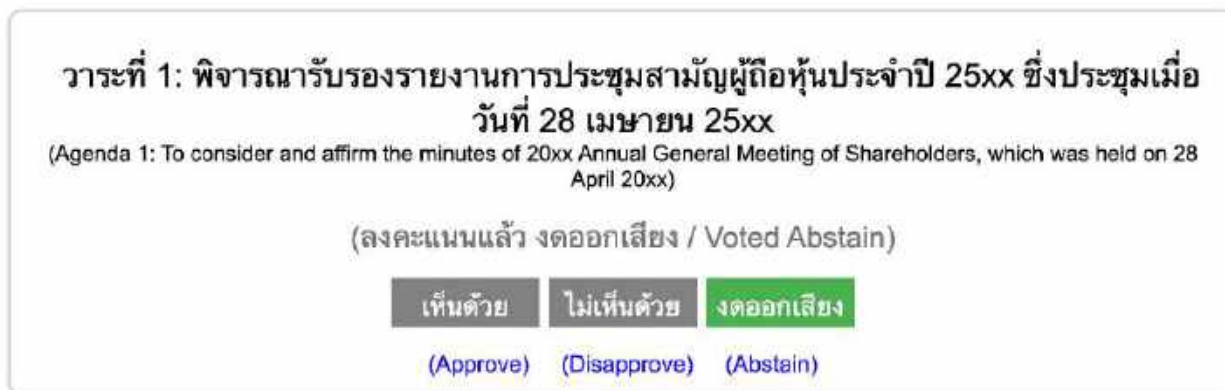 วาระที่ 1: พิจารณารับรองรายงานการประชุมสามัญผู้ถือหุ้นประจำปี 25xx ซึ่งประชุมเมื่อ
วันที่ 28 เมษายน 25xx
(Agenda 1: To consider and affirm the minutes of 20xx Annual General Meeting of Shareholders, which was held on 28
April 20xx)
(ลงคะแนนแล้ว งดออกเสียง / Voted Abstain)
เห็นด้วย ไม่เห็นด้วย งดออกเสียง
(Approve) (Disapprove) (Abstain)